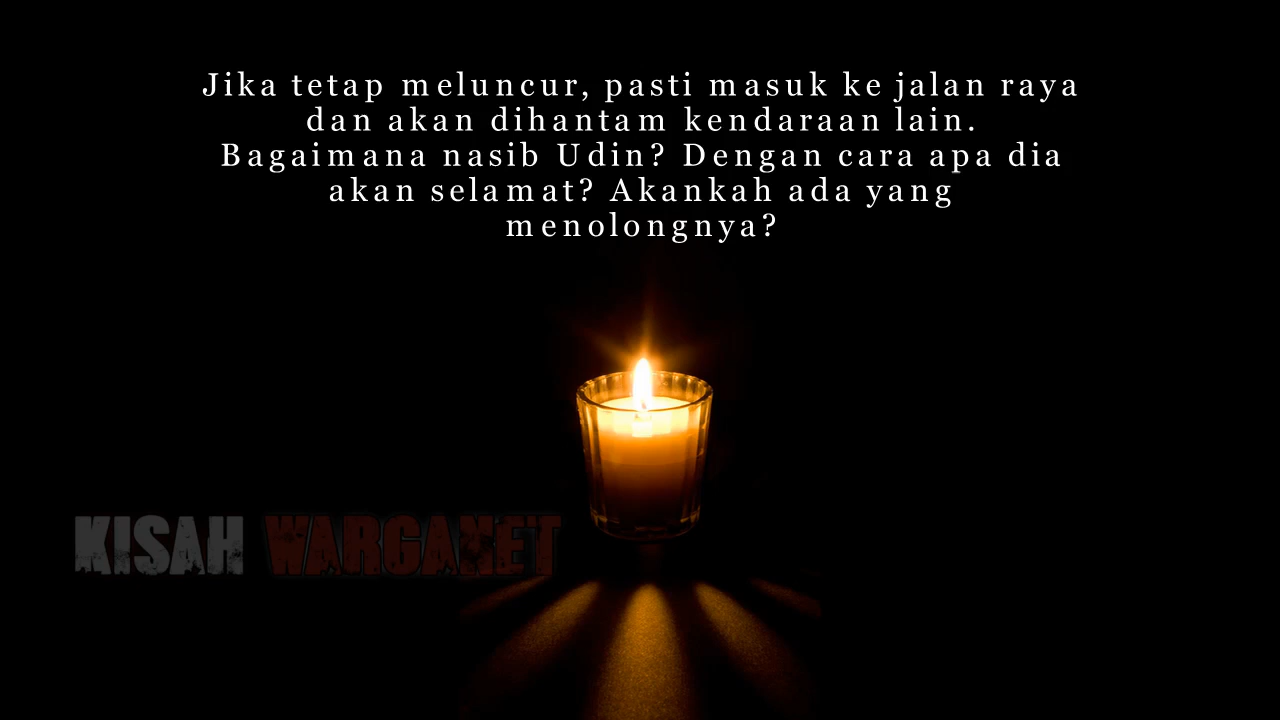 Jika tetap meluncur, pasti masuk ke jalan raya
dan akan dihantam kendaraan lain.
Bagaimana nasib Udin? Dengan cara apa dia
akan selamat? Akankah ada yang
menolongnya?
KISAH WARGANET